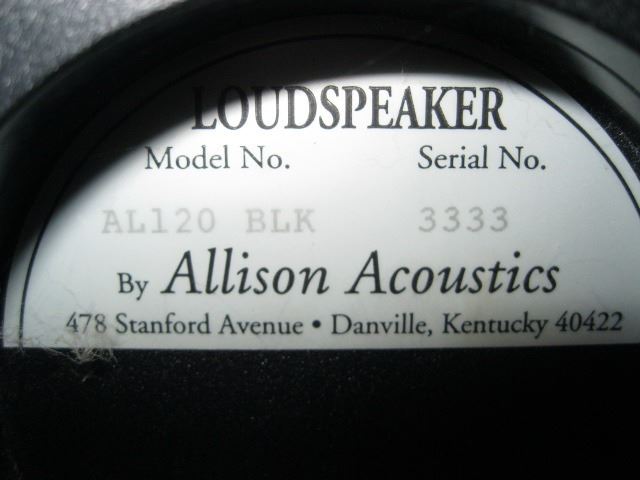 LOUDSPEAKER
Model No. Serial No.
AL120 BLK 3333
By Allison Acoustics
478 Stanford Avenue • Danville, Kentucky 40422